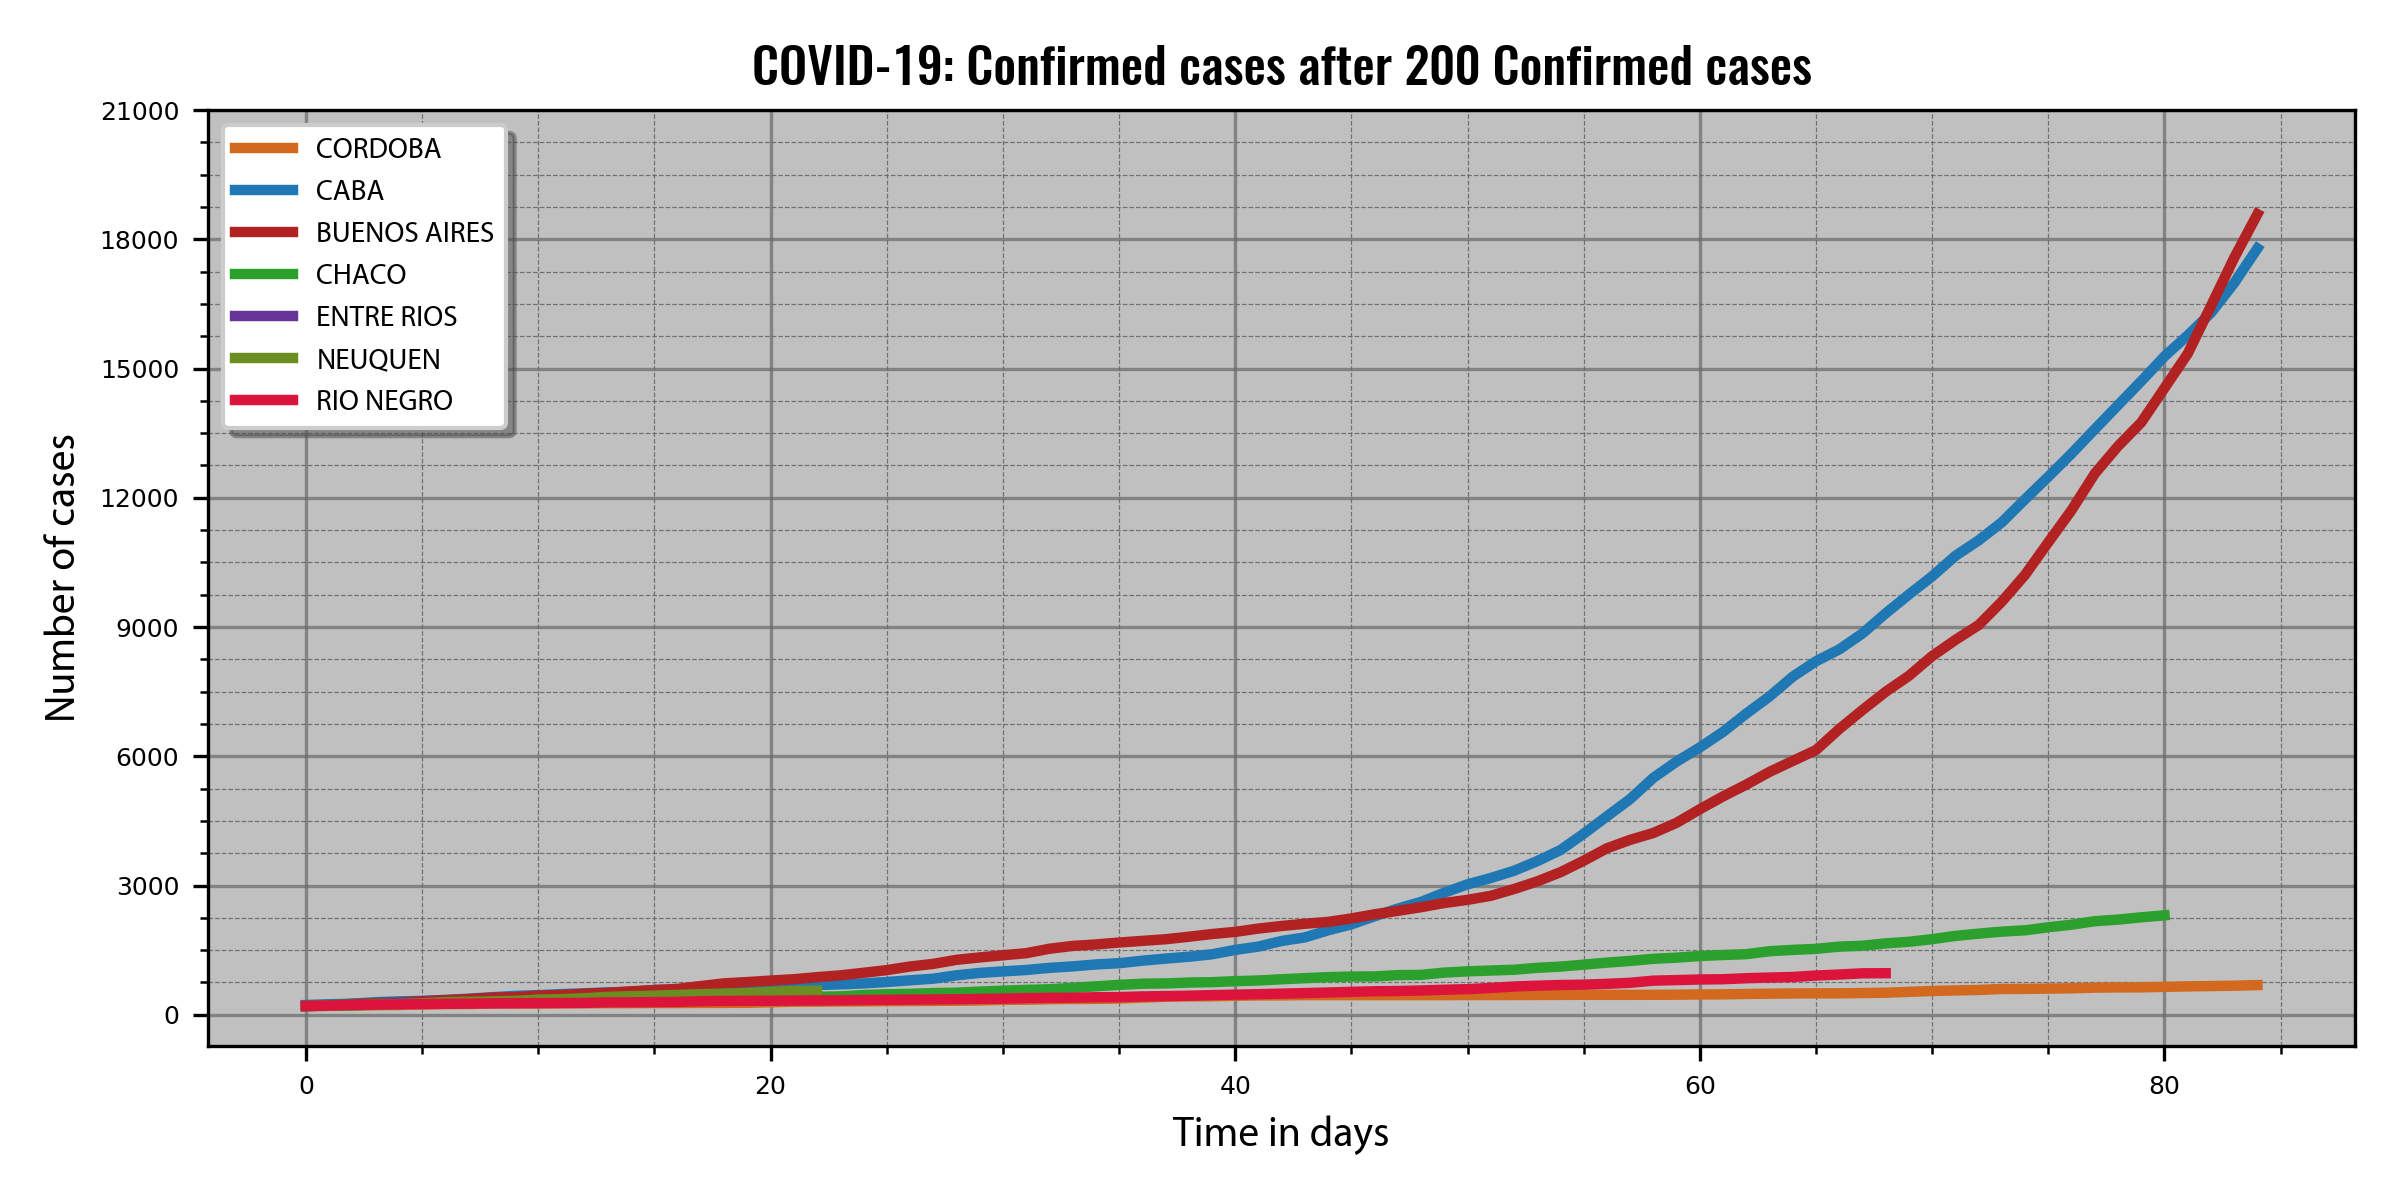 COVID-19: Confirmed cases after 200 Confirmed cases
21000
18000
15000
12000
9000
6000
3000
0
Number of cases
CORDOBA
CABA
BUENOS AIRES
CHACO
ENTRE RIOS
NEUQUEN
RIO NEGRO
0 20 40 60 80
Time in days